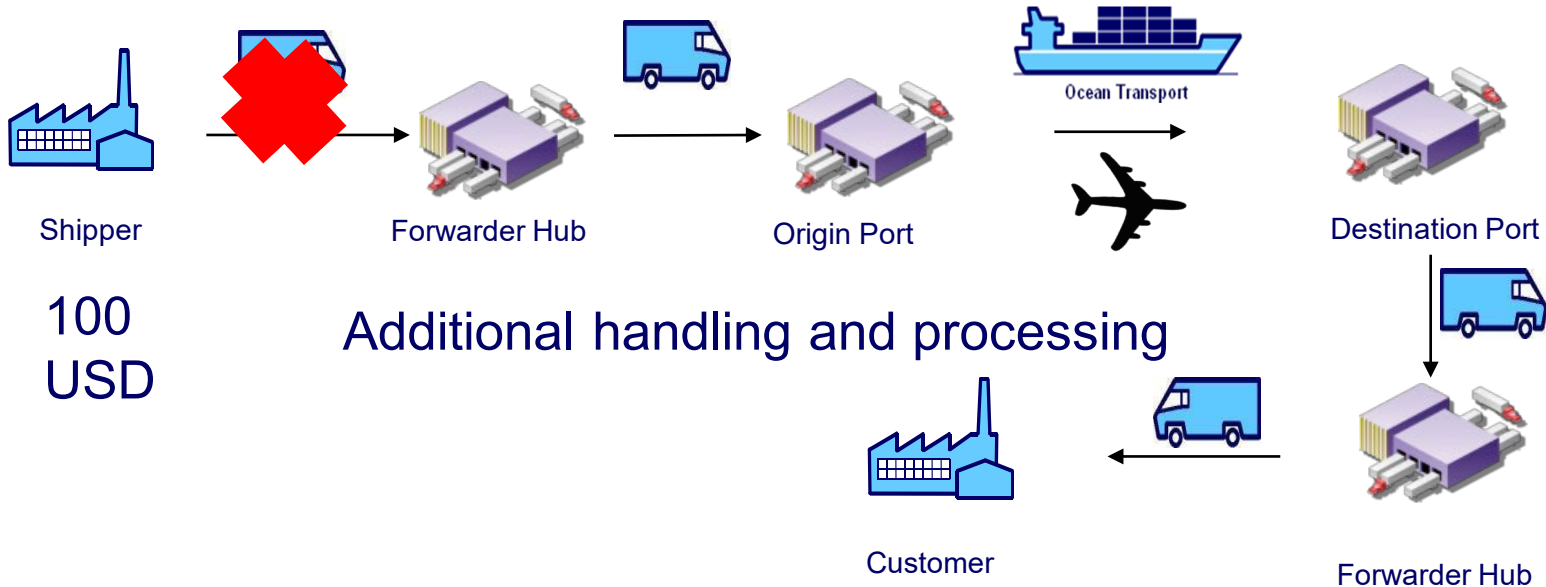 Ocean Transport
Shipper
Forwarder Hub
Origin Port
Destination Port
100
USD
Additional handling and processing
Customer
Forwarder Hub